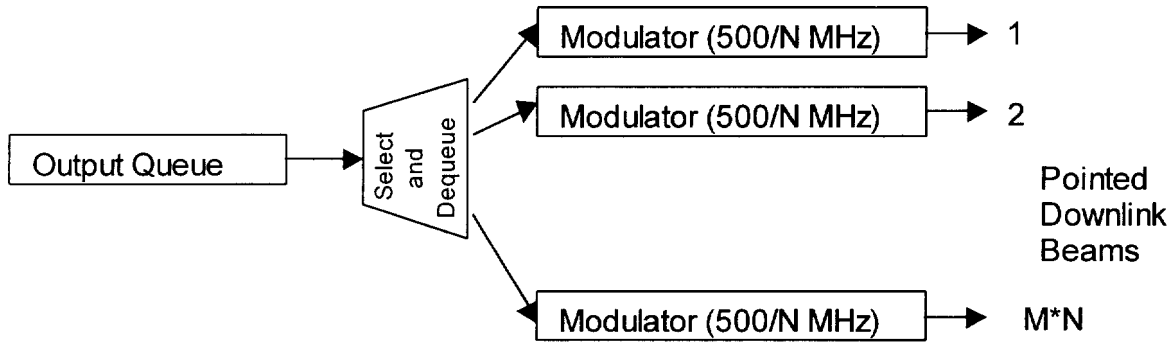 Modulator (500/N MHz)
1
Modulator (500/N MHz)
2
Output Queue
Select
and
Dequeue
Pointed
Downlink
Beams
Modulator (500/N MHz)
M*N